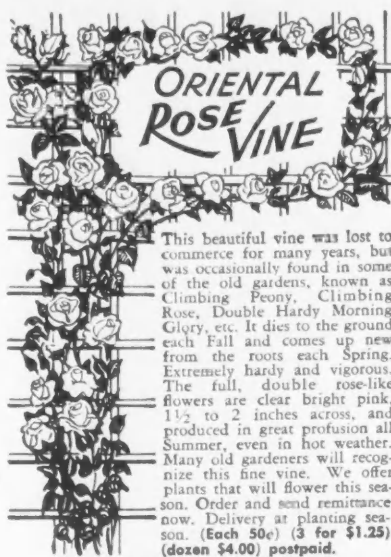 ORIENTAL
ROSE
VINE
This beautiful vine was lost to
commerce for many years, but
was occasionally found in some
of the old gardens, known as
Climbing Peony, Climbing
Rose, Double Hardy Morning
Glory, etc. It dies to the ground
each Fall and comes up new
from the roots each Spring.
Extremely hardy and vigorous.
The full, double rose-like
flowers are clear bright pink,
1½ to 2 inches across, and
produced in great profusion all
Summer, even in hot weather.
Many old gardeners will recog-
nize this fine vine. We offer
plants that will flower this sea-
son. Order and send remittance
now. Delivery at planting sea-
son. (Each 50c) (3 for $1.25)
(dozen $4.00) postpaid.